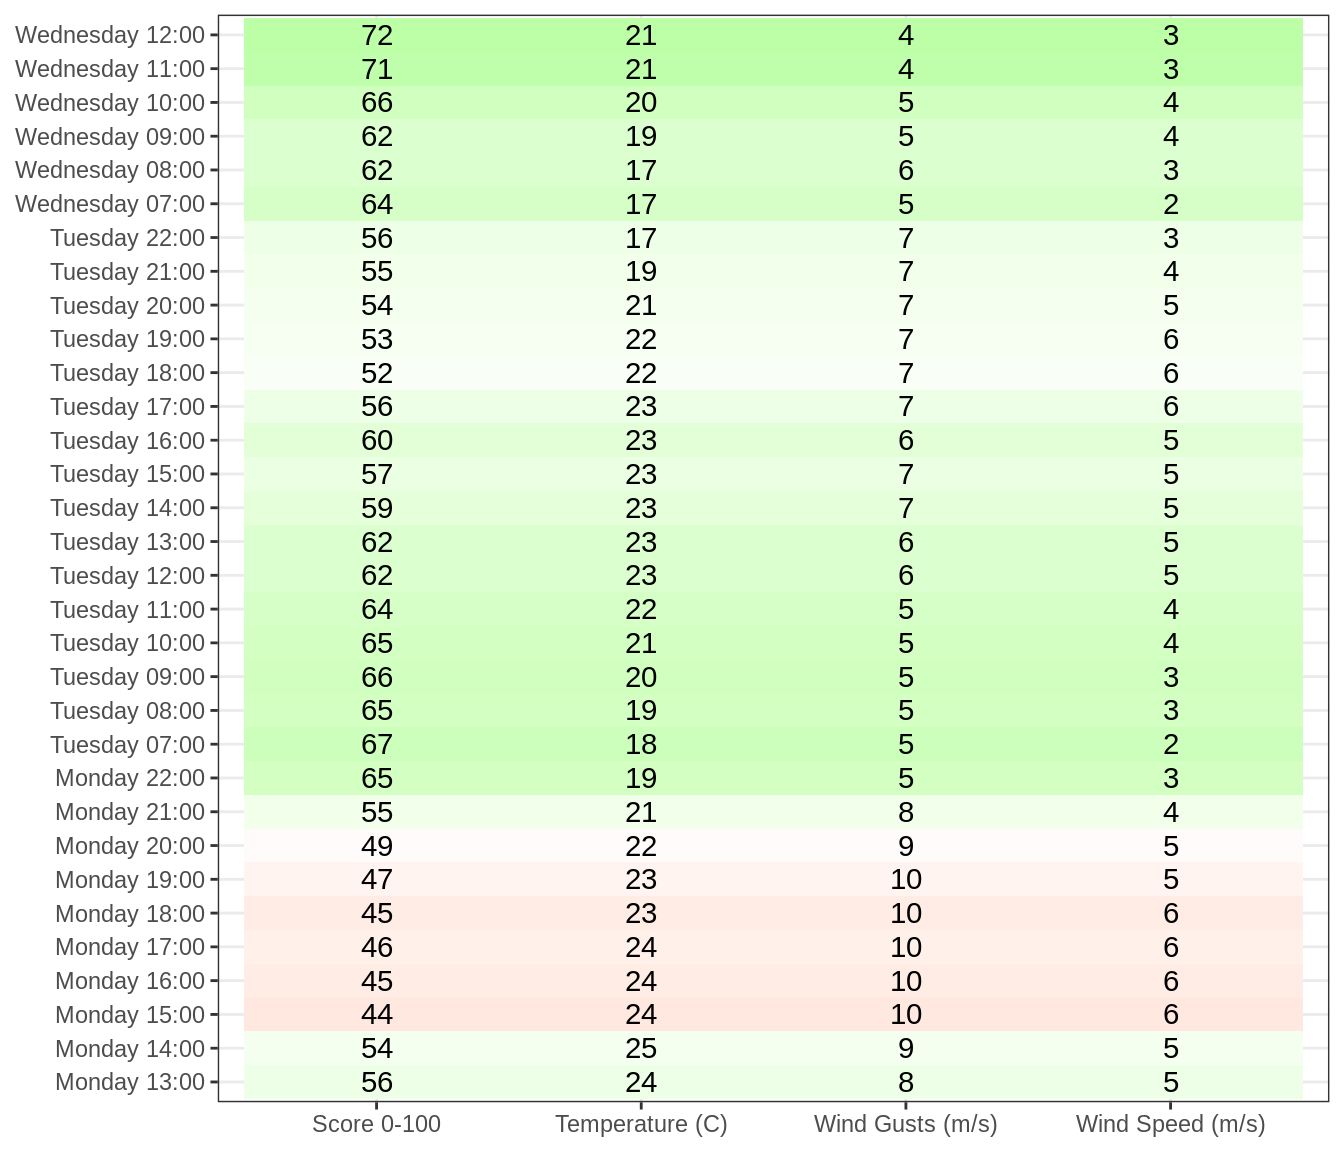 Wednesday 12:00 72 21 4 3
Wednesday 11:00 71 21 4 3
Wednesday 10:00 66 20 5 4
Wednesday 09:00 62 19 5 4
Wednesday 08:00 62 17 6 3
Wednesday 07:00 64 17 5 2
Tuesday 22:00 56 17 7 3
Tuesday 21:00 55 19 7 4
Tuesday 20:00 54 21 7 5
Tuesday 19:00 53 22 7 6
Tuesday 18:00 52 22 7 6
Tuesday 17:00 56 23 7 6
Tuesday 16:00 60 23 6 5
Tuesday 15:00 57 23 7 5
Tuesday 14:00 59 23 7 5
Tuesday 13:00 62 23 6 5
Tuesday 12:00 62 23 6 5
Tuesday 11:00 64 22 5 4
Tuesday 10:00 65 21 5 4
Tuesday 09:00 66 20 5 3
Tuesday 08:00 65 19 5 3
Tuesday 07:00 67 18 5 2
Monday 22:00 65 19 5 3
Monday 21:00 55 21 8 4
Monday 20:00 49 22 9 5
Monday 19:00 47 23 10 5
Monday 18:00 45 23 10 6
Monday 17:00 46 24 10 6
Monday 16:00 45 24 10 6
Monday 15:00 44 24 10 6
Monday 14:00 54 25 9 5
Monday 13:00 56 24 8 5
Score 0-100 Temperature (C) Wind Gusts (m/s) Wind Speed (m/s)